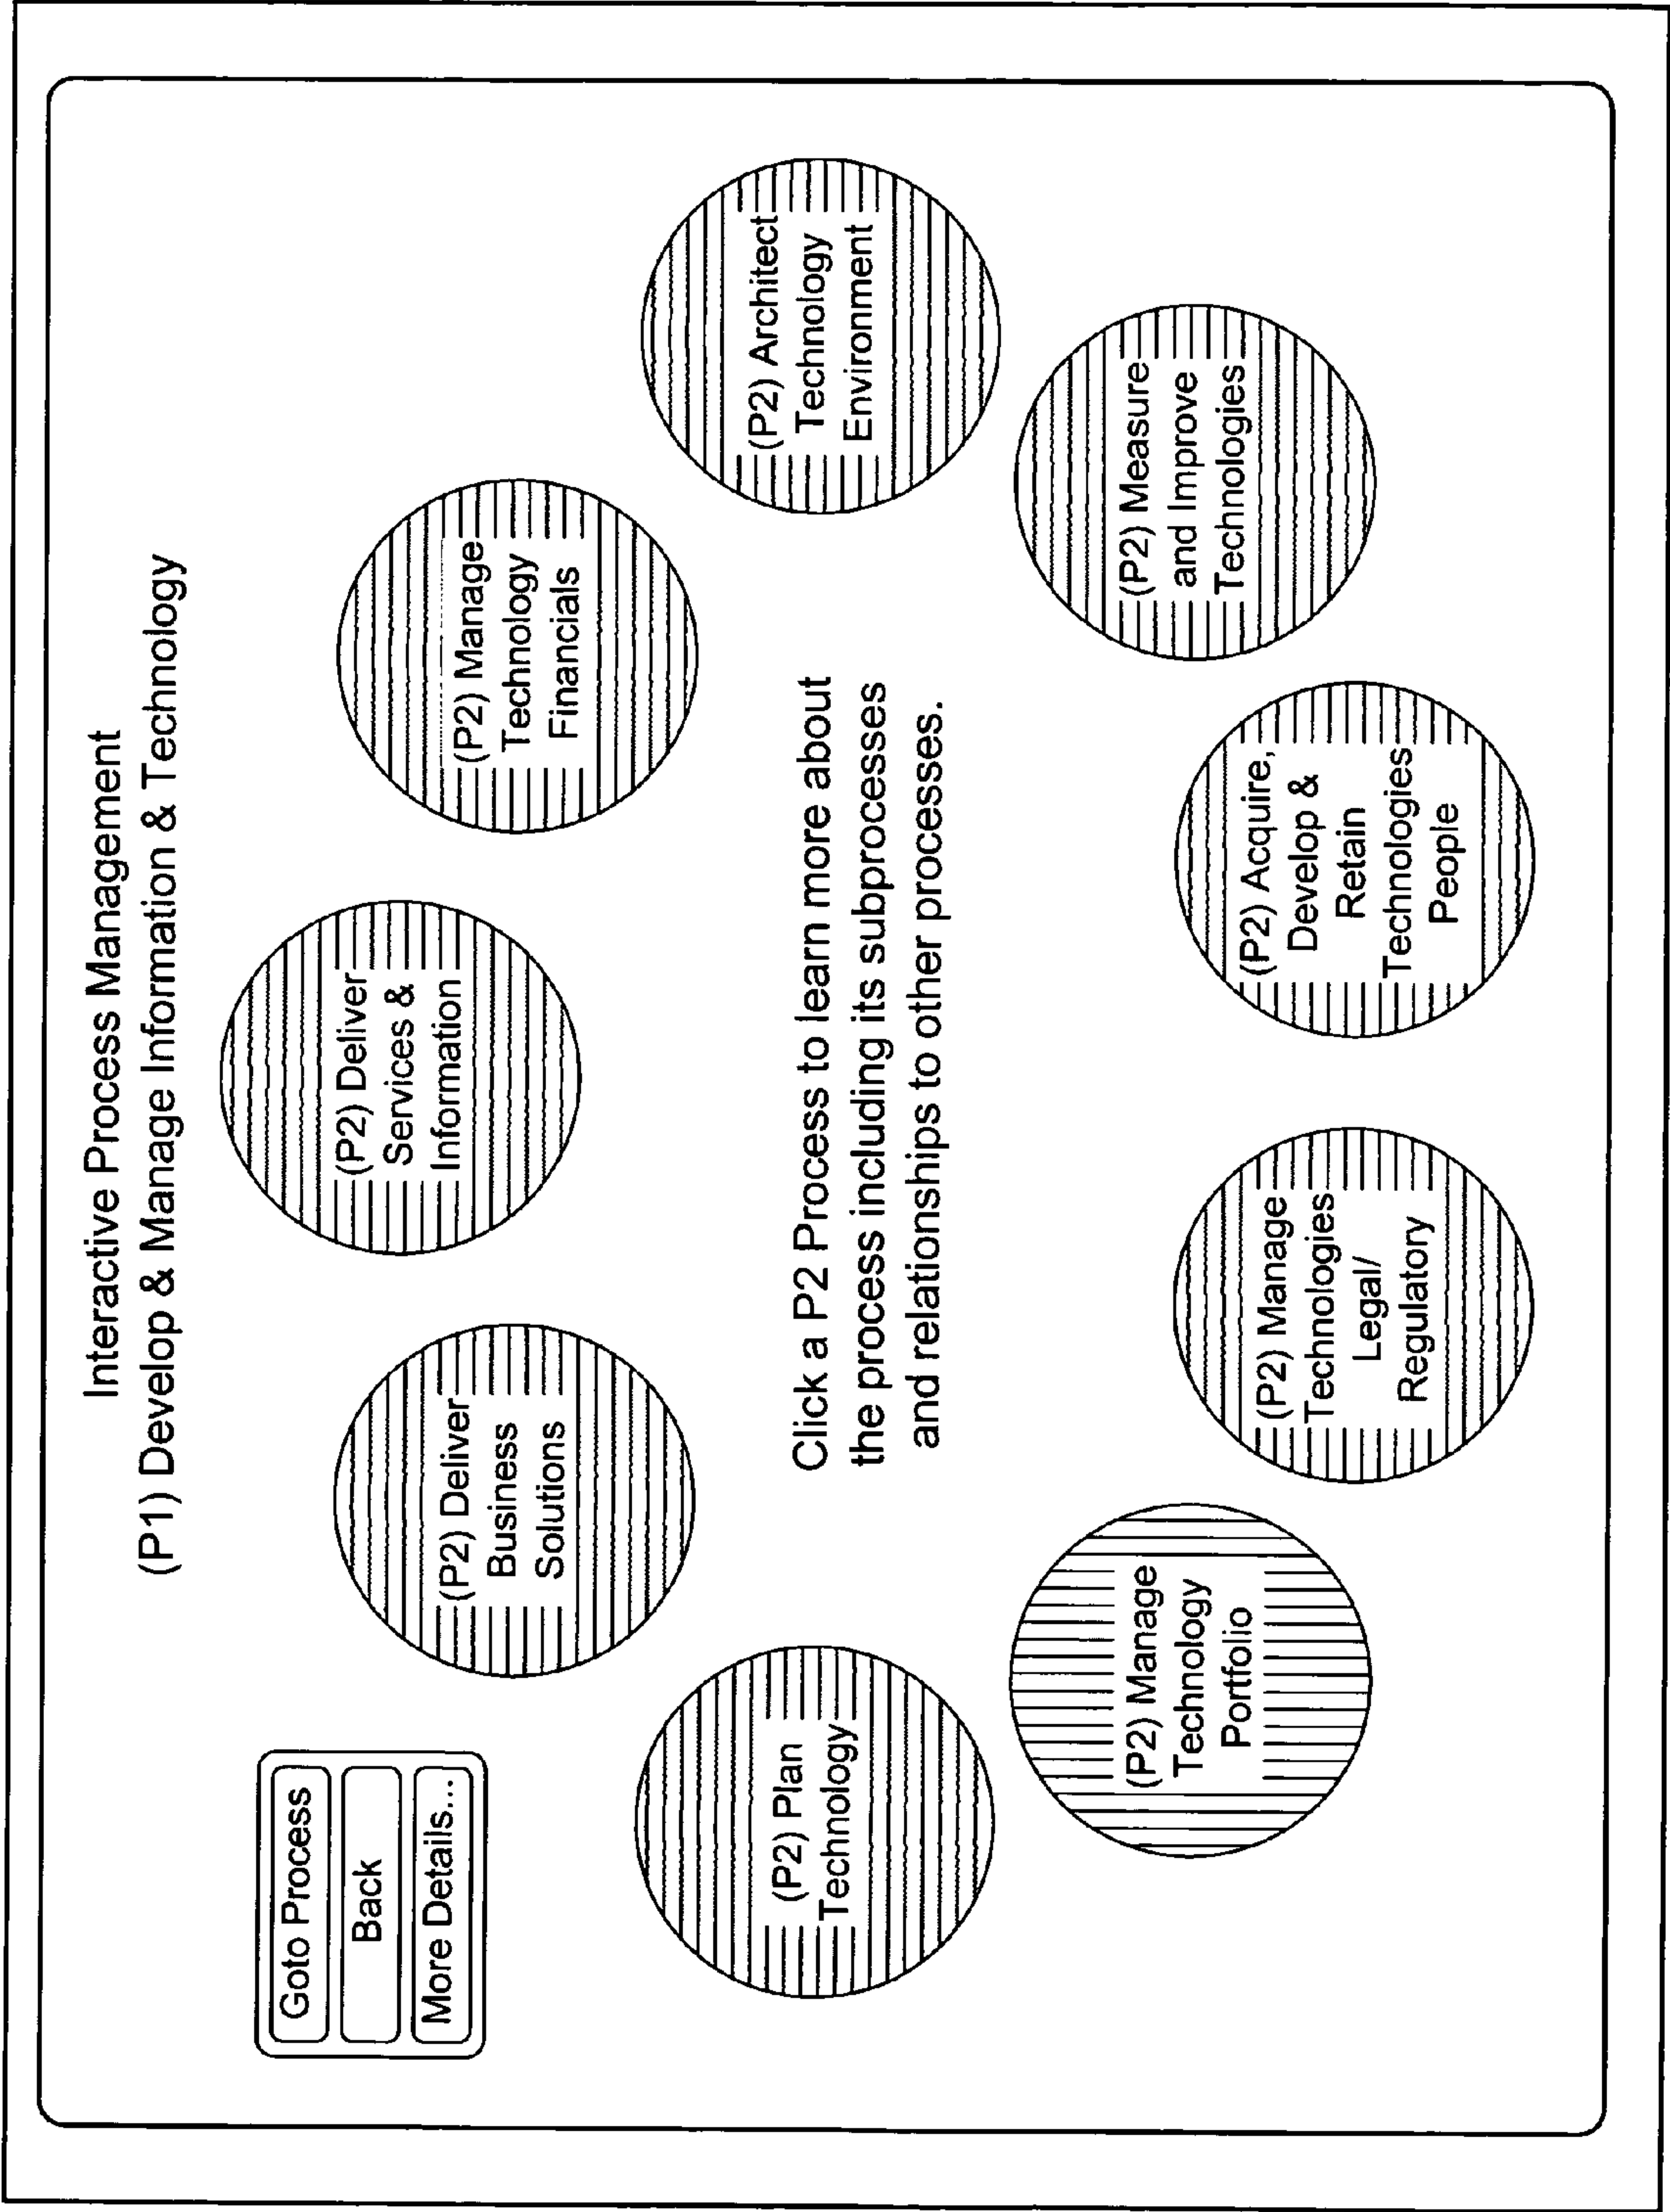 Interactive Process Management
(P1) Develop & Manage Information & Technology
Goto Process
Back
More Details...
(P2) Deliver
Services &
Information
(P2) Deliver
Business
Solutions
(P2) Manage
Technology
Financials
(P2) Plan
Technology
(P2) Architect
Technology
Environment
Click a P2 Process to learn more about
the process including its subprocesses
and relationships to other processes.
(P2) Manage
Technology
Portfolio
(P2) Measure
and Improve
Technologies
(P2) Manage
Technologies
Legal/
Regulatory
(P2) Acquire,
Develop &
Retain
Technologies
People